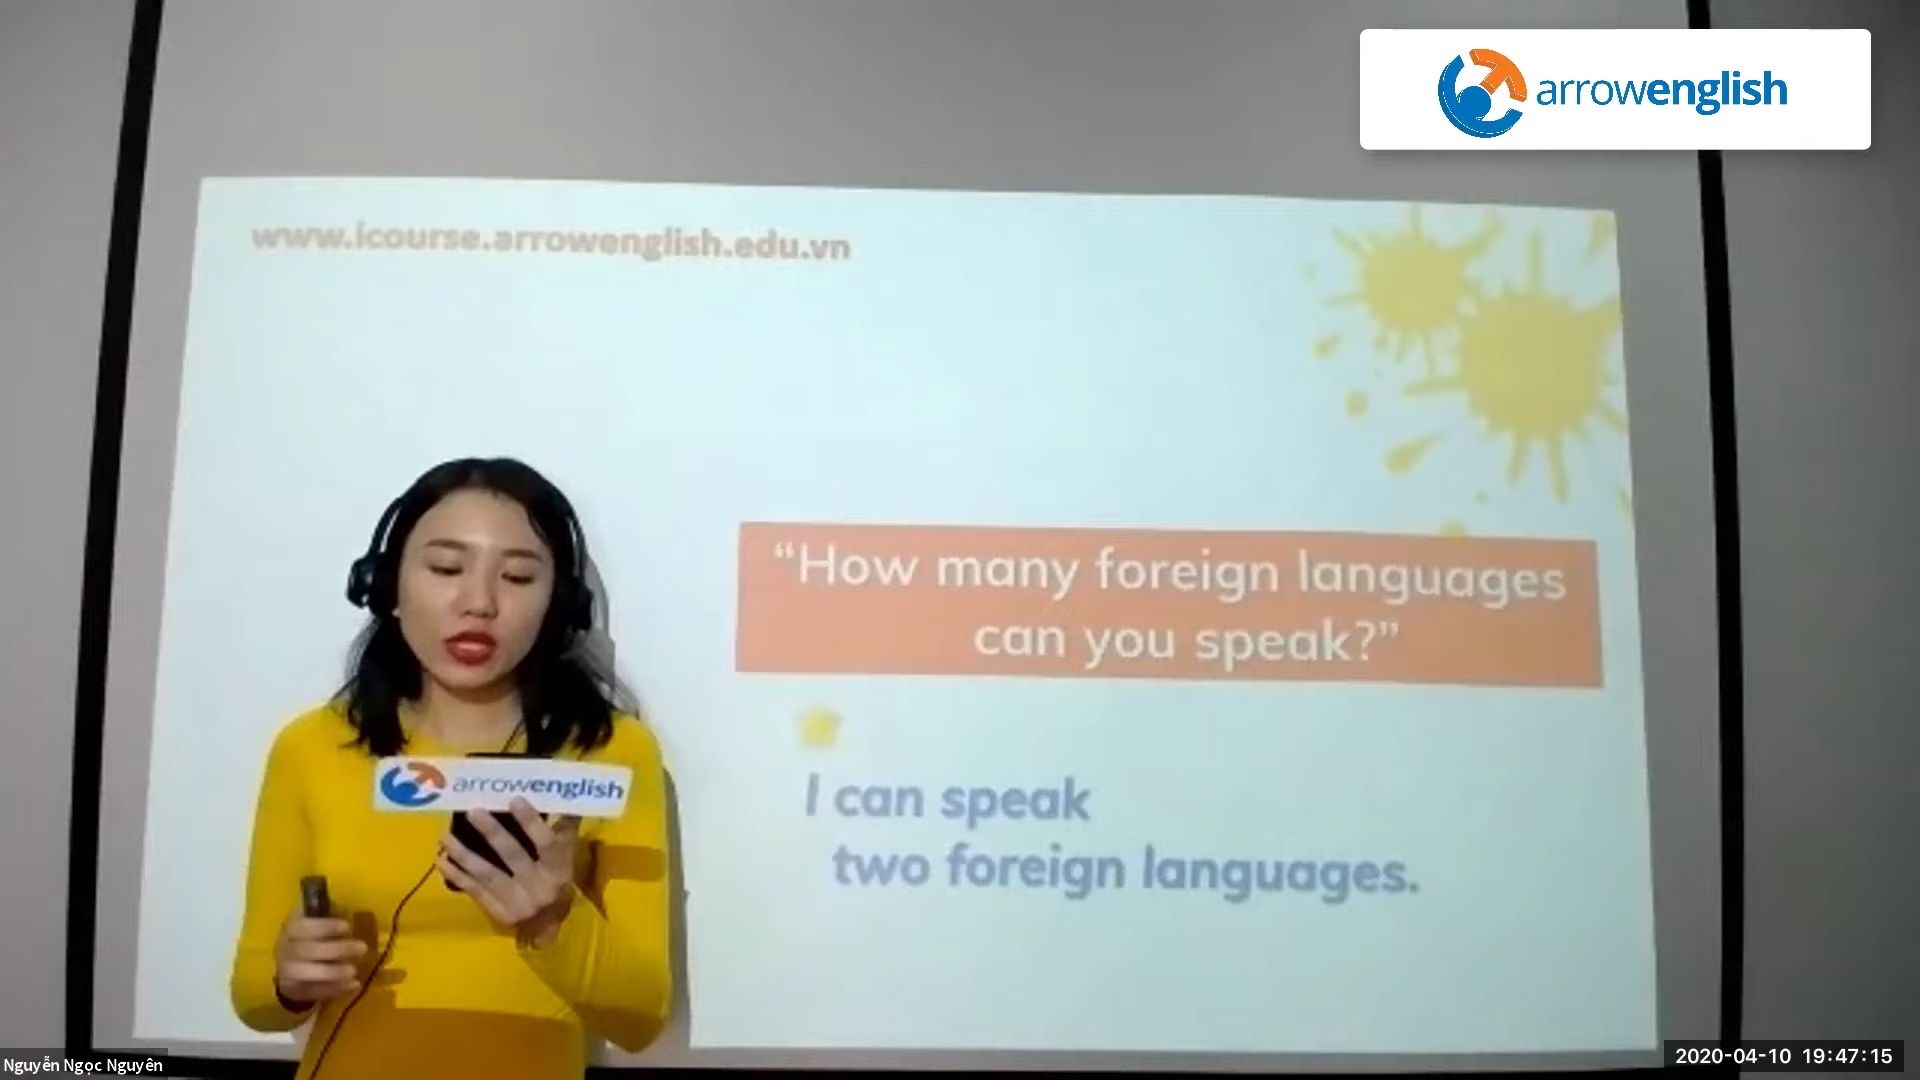 arrowenglish
www.icourse.arrowenglish.edu.vn
“How many foreign languages
can you speak?”
I can speak
two foreign languages.
arrowenglish
Nguyễn Ngọc Nguyên
2020-04-10 19:47:15